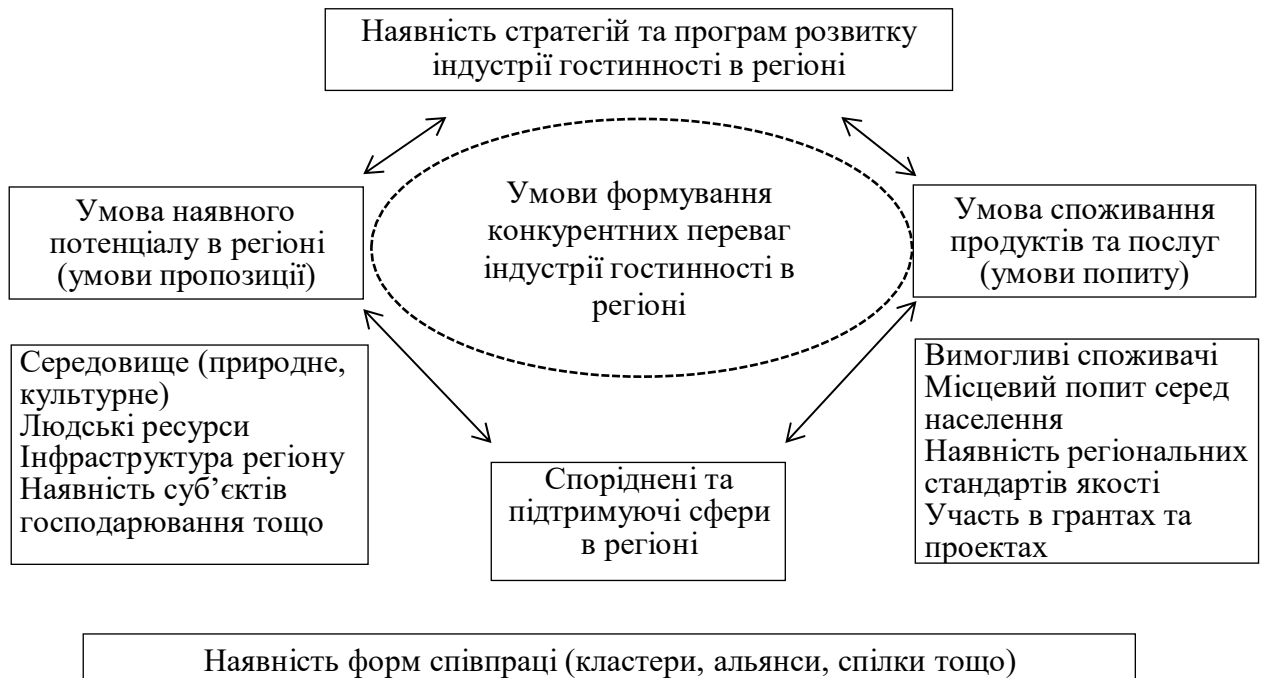 Наявність стратегій та програм розвитку
індустрії гостинності в регіоні
Умова наявного
потенціалу в регіоні
(умови пропозиції)
Умови формування
конкурентних переваг
індустрії гостинності в
регіоні
Умова споживання
продуктів та послуг
(умови попиту)
Середовище (природне,
культурне)
Людські ресурси
Інфраструктура регіону
Наявність суб’єктів
господарювання тощо
Споріднені та
підтримуючі сфери
в регіоні
Вимогливі споживачі
Місцевий попит серед
населення
Наявність регіональних
стандартів якості
Участь в грантах та
проектах
Наявність форм співпраці (кластери, альянси, спілки тощо)